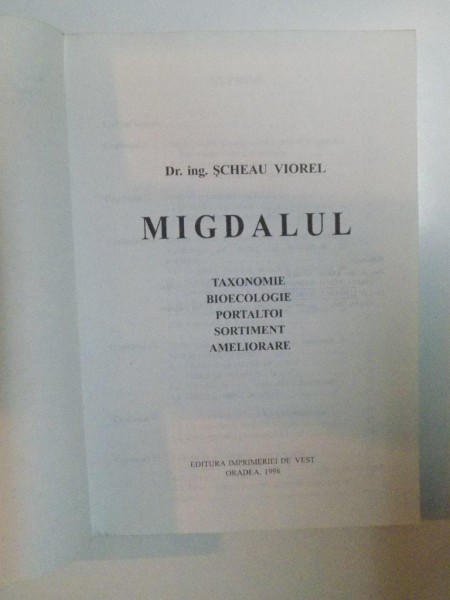 Dr. ing. ŞCHEAU VIOREL
MIGDALUL
TAXONOMIE
BIOECOLOGIE
PORTALTOI
SORTIMENT
AMELIORARE
EDITURA IMPRIMERIEI DE VEST
ORADEA, 1996